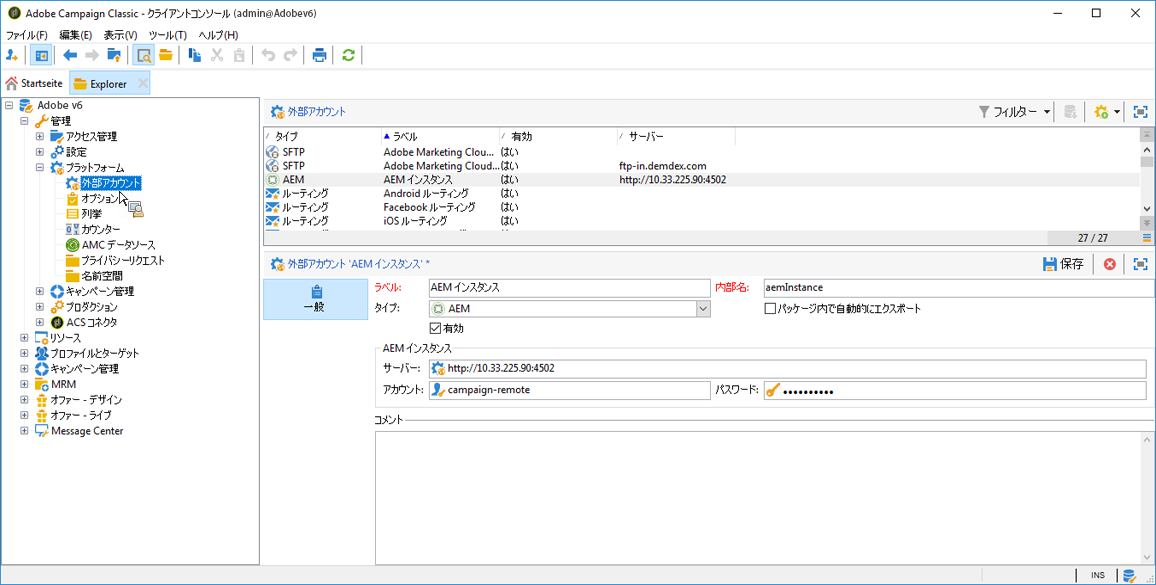 Adobe Campaign Classic - クライアントコンソール (admin@Adobev6)
ファイル(F) 編集(E) 表示(V) ツール(T) ヘルプ(H)
Startseite Explorer
Adobe v6
管理
アクセス管理
設定
プラットフォーム
外部アカウント
オプション
列挙
カウンター
AMC データソース
プライバシーリクエスト
名前空間
キャンペーン管理
プロダクション
ACS コネクタ
リソース
プロファイルとターゲット
キャンペーン管理
MRM
オファー - デザイン
オファー - ライブ
Message Center
外部アカウント フィルター
タイプ ラベル 有効 サーバー
SFTP Adobe Marketing Clou... はい
SFTP Adobe Marketing Cloud... はい ftp-in.demdex.com
AEM AEM インスタンス はい http://10.33.225.90:4502
ルーティング Android ルーティング はい
ルーティング Facebook ルーティング はい
ルーティング iOS ルーティング はい
27 / 27
外部アカウント 'AEM インスタンス' * 保存
一般
ラベル: AEM インスタンス 内部名: aemInstance
タイプ: AEM パッケージ内で自動的にエクスポート
有効
AEM インスタンス
サーバー: http://10.33.225.90:4502
アカウント: campaign-remote パスワード: ●●●●●●●●●●
コメント
INS